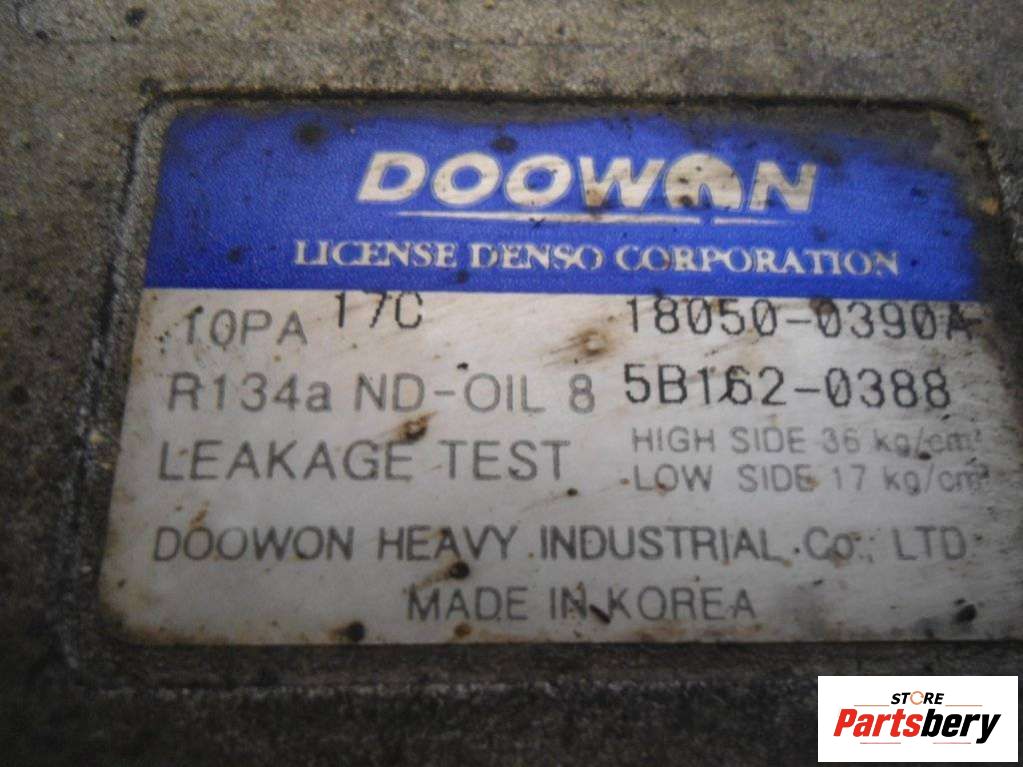 DOOWON
LICENSE DENSO CORPORATION
10PA 17C 18050-0390A
R134a ND-OIL 8 5B162-0388
LEAKAGE TEST HIGH SIDE 36 kg/cm²
LOW SIDE 17 kg/cm²
DOOWON HEAVY INDUSTRIAL Co., LTD
MADE IN KOREA
STORE
Partsbery